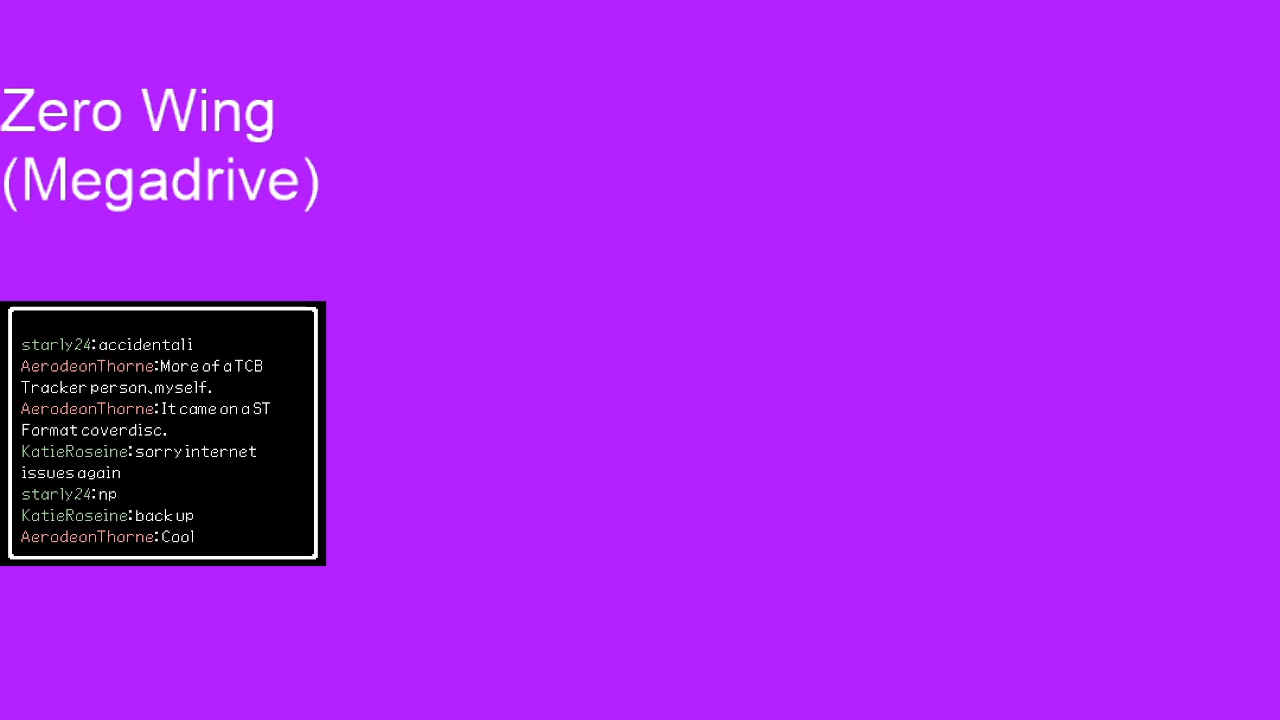 Zero Wing
(Megadrive)
starly24:accidentali
AerodeonThorne:More of a TCB
Tracker person,myself.
AerodeonThorne:It came on a ST
Format coverdisc.
KatieRoseine:sorry internet
issues again
starly24:np
KatieRoseine:back up
AerodeonThorne:Cool